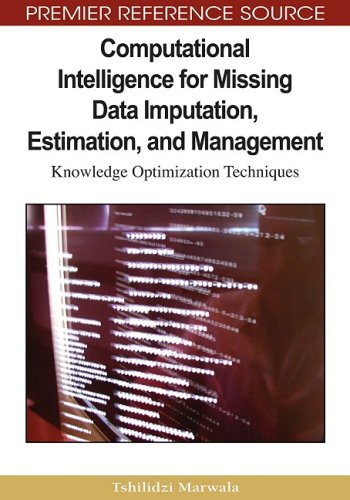 PREMIER REFERENCE SOURCE
Computational
Intelligence for Missing
Data Imputation,
Estimation, and Management
Knowledge Optimization Techniques
Tshilidzi Marwala